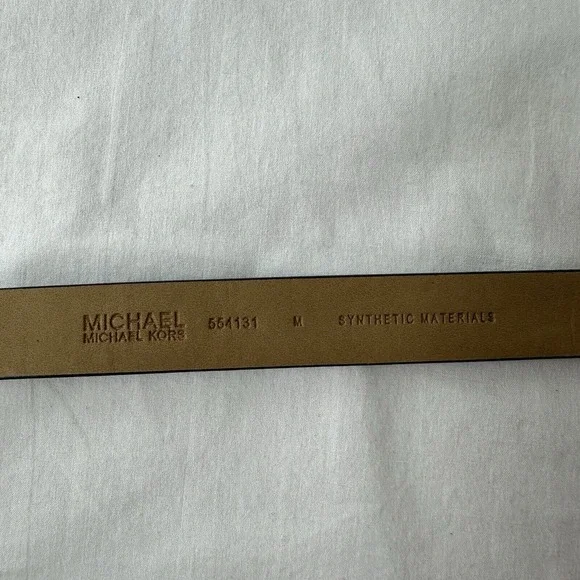 MICHAEL
MICHAEL KORS
554131 M SYNTHETIC MATERIALS